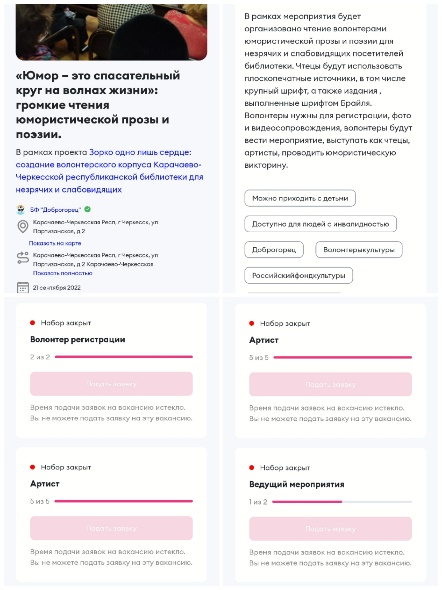 «Юмор – это спасательный
круг на волнах жизни»:
громкие чтения
юмористической прозы и
поэзии.
В рамках проекта Зорко одно лишь сердце:
создание волонтерского корпуса Карачаево-
Черкесской республиканской библиотеки для
незрячих и слабовидящих
БФ "Доброгорец"
Карачаево-Черкесская Респ, г Черкесск, ул
Партизанская, д 2
Показать на карте
Карачаево-Черкесская Респ, г Черкесск, ул
Партизанская, д 2 Карачаево-Черкесская
Показать полностью
21 сентября 2022
В рамках мероприятия будет
организовано чтение волонтерами
юмористической прозы и поэзии для
незрячих и слабовидящих посетителей
библиотеки. Чтецы будут использовать
плоскопечатные источники, в том числе
крупный шрифт, а также издания ,
выполненные шрифтом Брайля.
Волонтеры нужны для регистрации, фото
и видеосопровождения, волонтеры будут
вести мероприятие, выступать как чтецы,
артисты, проводить юмористическую
викторину.
Можно приходить с детьми
Доступно для людей с инвалидностью
Доброгорец
Волонтерыкультуры
Российскийфондкультуры
Набор закрыт
Волонтер регистрации
2 из 2
Подать заявку
Время подачи заявок на вакансию истекло.
Вы не можете подать заявку на эту вакансию.
Набор закрыт
Артист
5 из 5
Подать заявку
Время подачи заявок на вакансию истекло.
Вы не можете подать заявку на эту вакансию.
Набор закрыт
Артист
5 из 5
Подать заявку
Время подачи заявок на вакансию истекло.
Вы не можете подать заявку на эту вакансию.
Набор закрыт
Ведущий мероприятия
1 из 2
Подать заявку
Время подачи заявок на вакансию истекло.
Вы не можете подать заявку на эту вакансию.